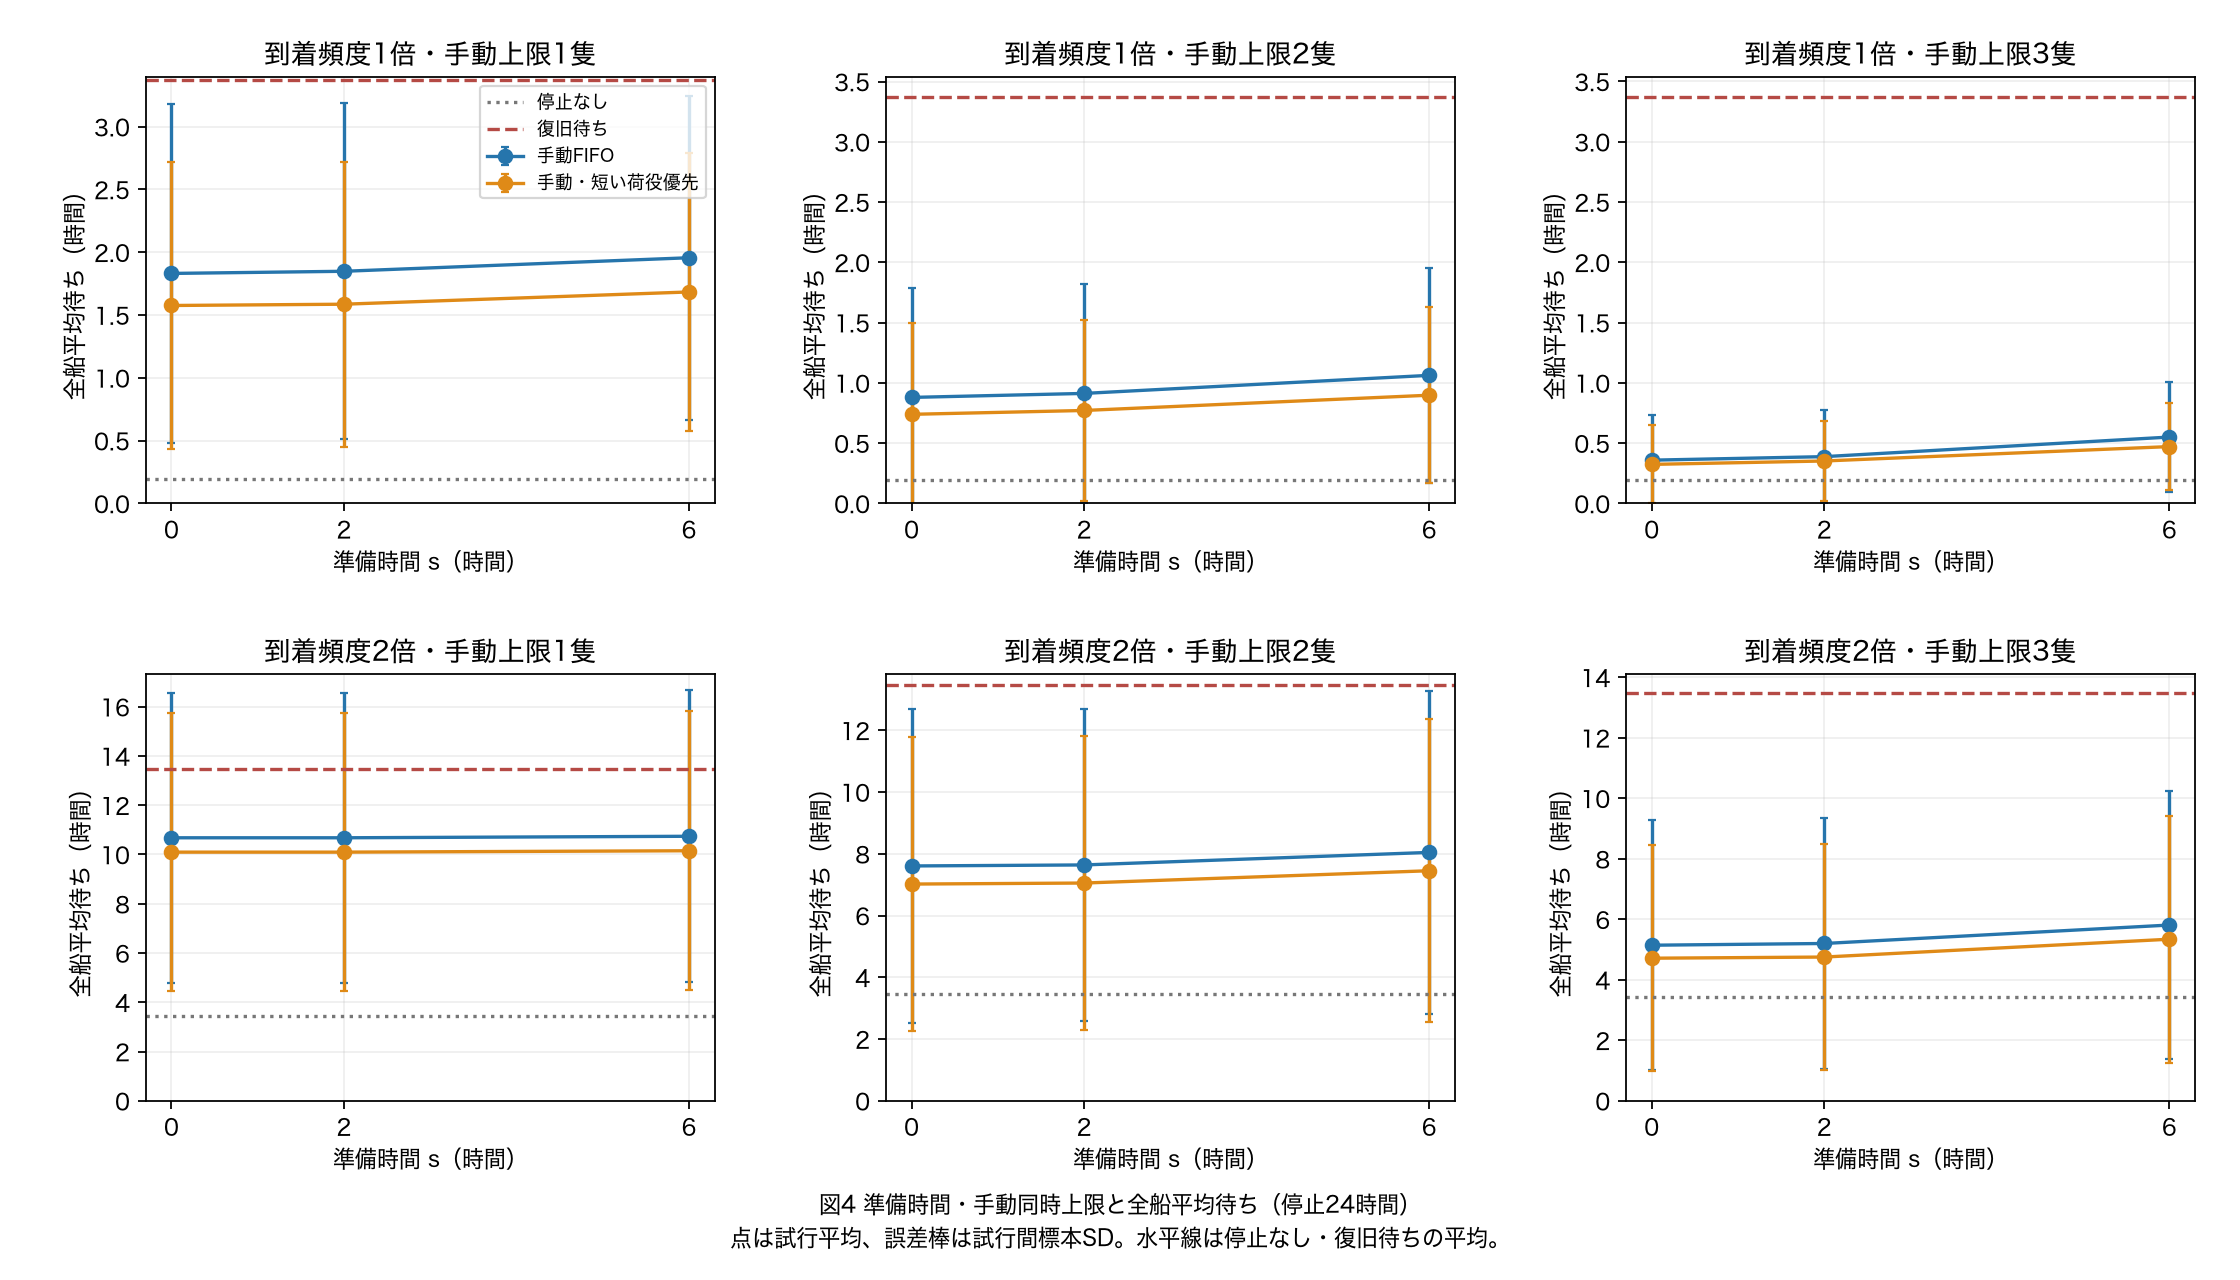 到着頻度1倍・手動上限1隻
全船平均待ち（時間）
3.0
2.5
2.0
1.5
1.0
0.5
0.0
停止なし
復旧待ち
手動FIFO
手動・短い荷役優先
0
2
6
準備時間 s（時間）
到着頻度1倍・手動上限2隻
全船平均待ち（時間）
3.5
3.0
2.5
2.0
1.5
1.0
0.5
0.0
0
2
6
準備時間 s（時間）
到着頻度1倍・手動上限3隻
全船平均待ち（時間）
3.5
3.0
2.5
2.0
1.5
1.0
0.5
0.0
0
2
6
準備時間 s（時間）
到着頻度2倍・手動上限1隻
全船平均待ち（時間）
16
14
12
10
8
6
4
2
0
0
2
6
準備時間 s（時間）
到着頻度2倍・手動上限2隻
全船平均待ち（時間）
12
10
8
6
4
2
0
0
2
6
準備時間 s（時間）
到着頻度2倍・手動上限3隻
全船平均待ち（時間）
14
12
10
8
6
4
2
0
0
2
6
準備時間 s（時間）
図4 準備時間・手動同時上限と全船平均待ち（停止24時間）
点は試行平均、誤差棒は試行間標本SD。水平線は停止なし・復旧待ちの平均。